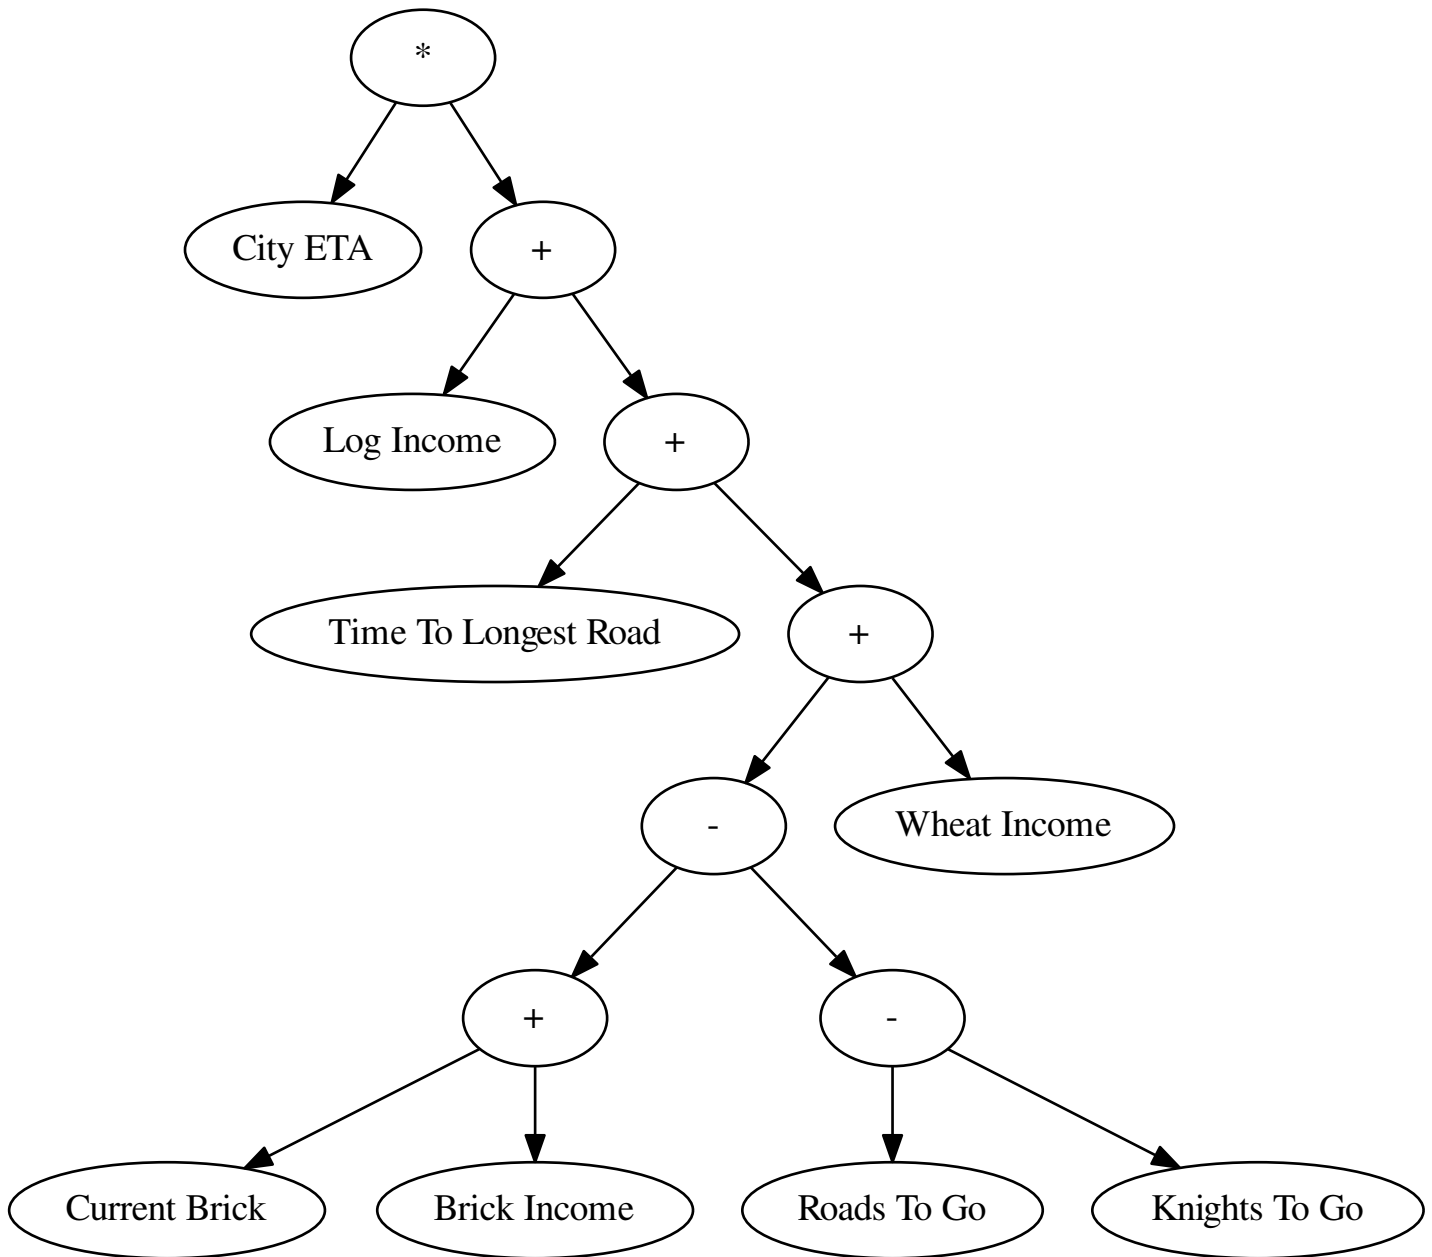 *
City ETA
+
Log Income
+
Time To Longest Road
+
-
Wheat Income
+
-
Current Brick
Brick Income
Roads To Go
Knights To Go